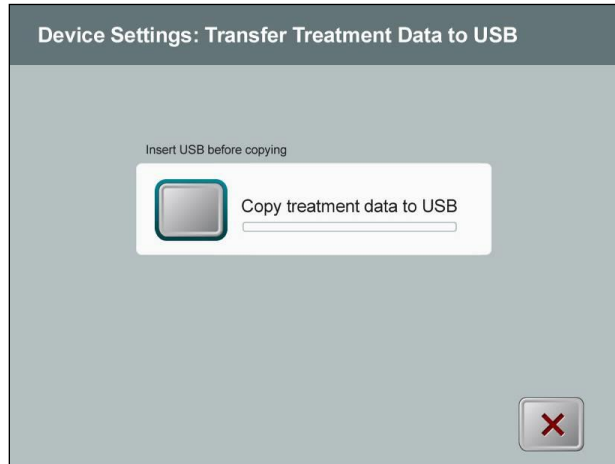 Device Settings: Transfer Treatment Data to USB
Insert USB before copying
Copy treatment data to USB